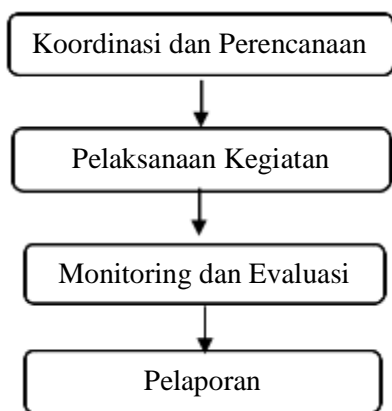 Koordinasi dan Perencanaan
Pelaksanaan Kegiatan
Monitoring dan Evaluasi
Pelaporan